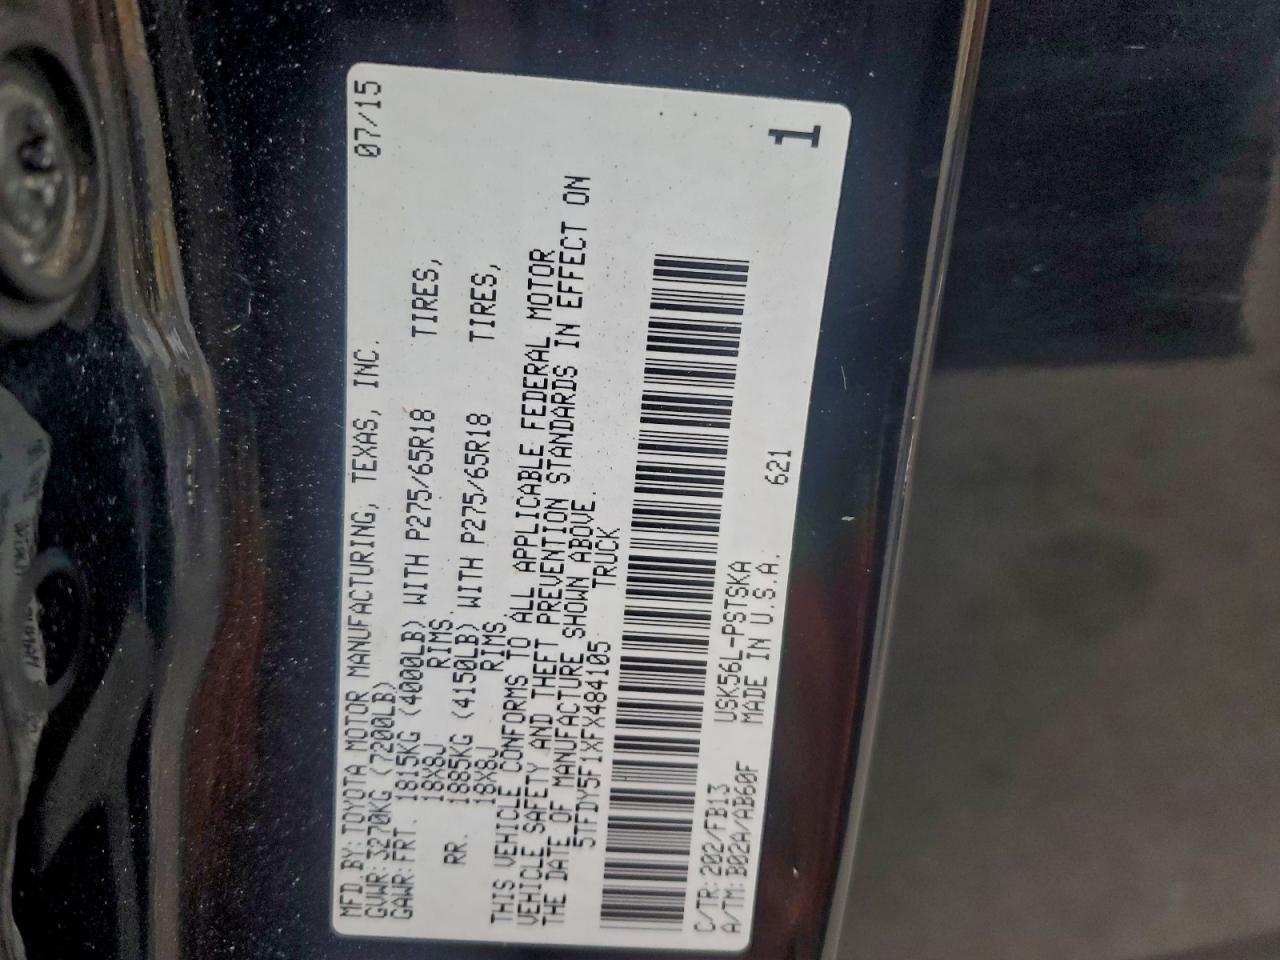 MFD.BY:TOYOTA MOTOR MANUFACTURING, TEXAS, INC. 07/15
GVWR:3270KG (7200LB)
GAWR:FRT. 1815KG (4000LB) WITH P275/65R18 TIRES,
18X8J RIMS
RR. 1885KG (4150LB) WITH P275/65R18 TIRES,
18X8J RIMS.
THIS VEHICLE CONFORMS TO ALL APPLICABLE FEDERAL MOTOR
VEHICLE SAFETY AND THEFT PREVENTION STANDARDS IN EFFECT ON
THE DATE OF MANUFACTURE SHOWN ABOVE.
5TFDY5F1XFX484105 TRUCK
C/TR:202/FB13 USK56L-PSTSKA
A/TM:B02A/AB60F MADE IN U.S.A. 621
1